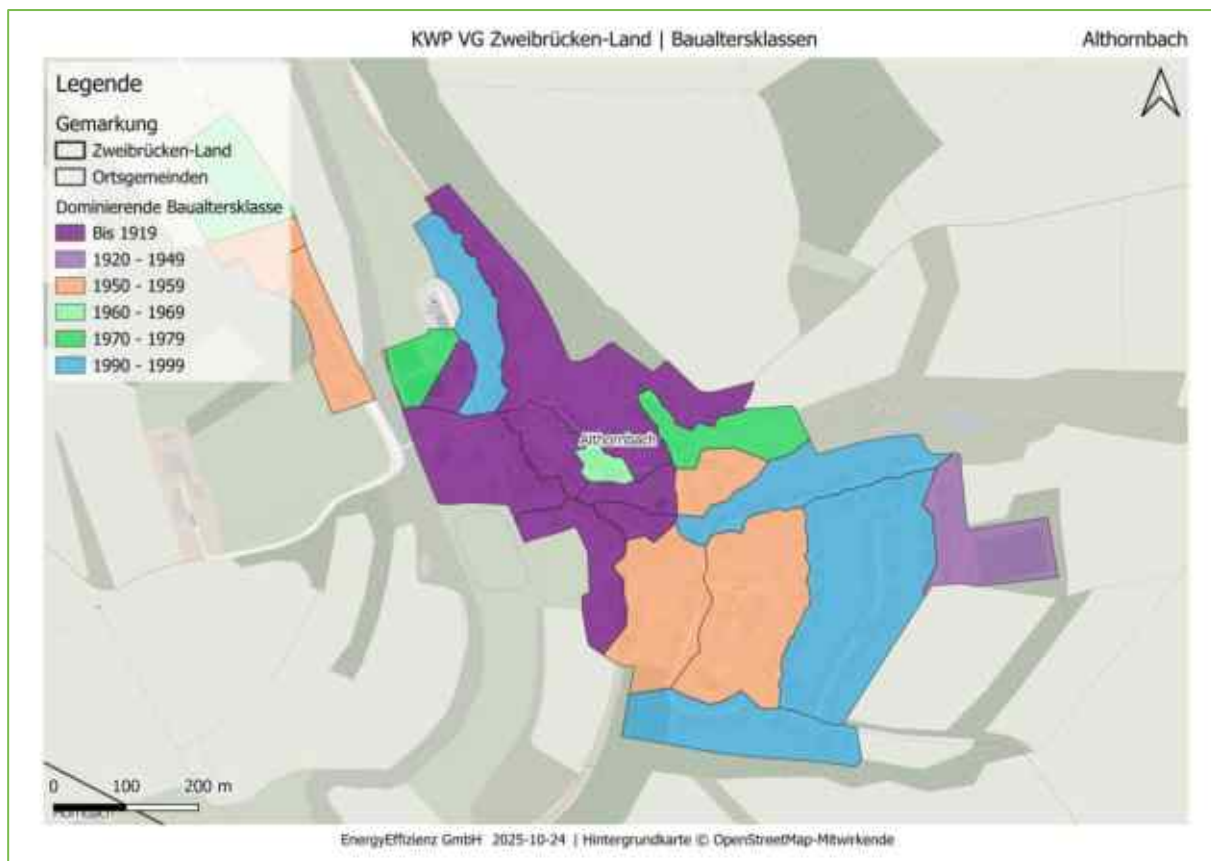 KWP VG Zweibrücken-Land | Baualtersklassen
Althornbach
Legende
Gemarkung
Zweibrücken-Land
Ortsgemeinden
Dominierende Baualtersklasse
Bis 1919
1920 - 1949
1950 - 1959
1960 - 1969
1970 - 1979
1990 - 1999
Althornbach
0 100 200 m
Hornbach
EnergyEffizienz GmbH 2025-10-24 | Hintergrundkarte © OpenStreetMap-Mitwirkende